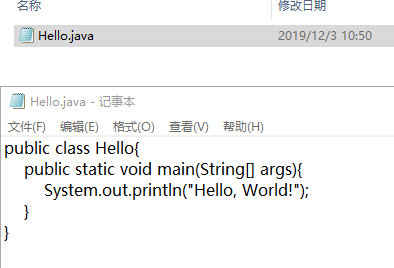 名称 修改日期
Hello.java 2019/12/3 10:50
Hello.java - 记事本
文件(F) 编辑(E) 格式(O) 查看(V) 帮助(H)
public class Hello{
    public static void main(String[] args){
        System.out.println("Hello, World!");
    }
}